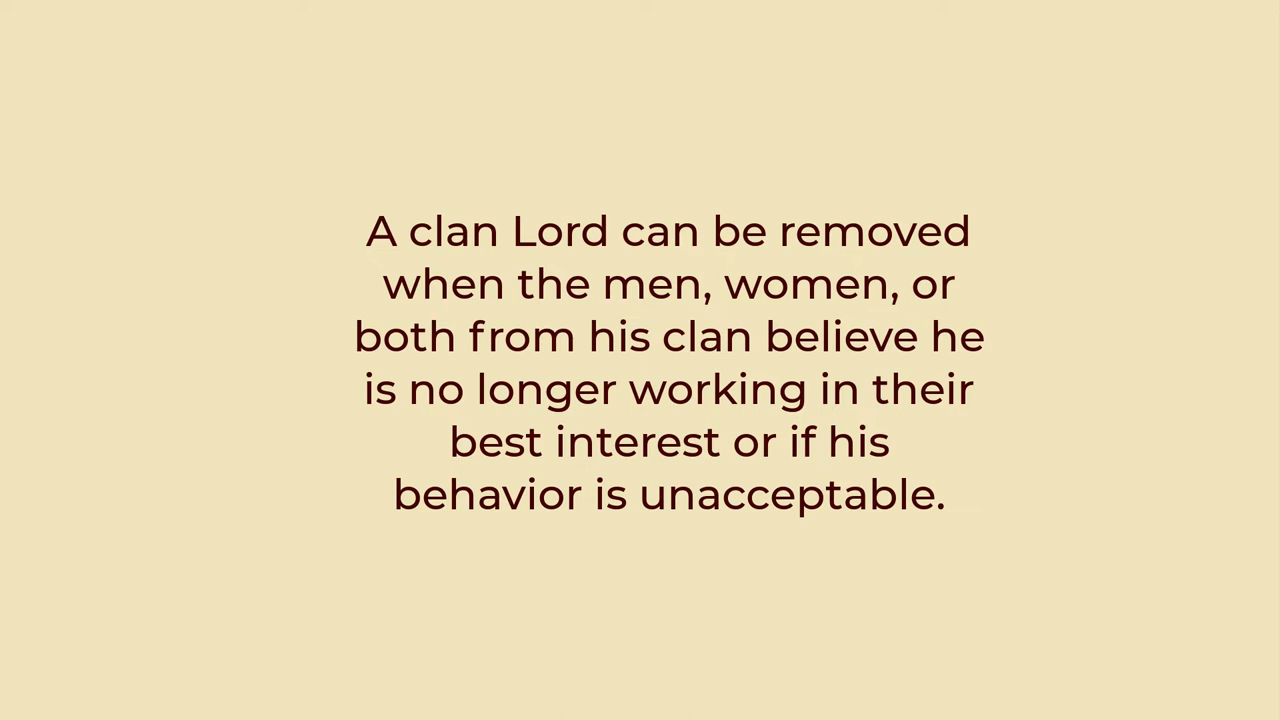 A clan Lord can be removed
when the men, women, or
both from his clan believe he
is no longer working in their
best interest or if his
behavior is unacceptable.